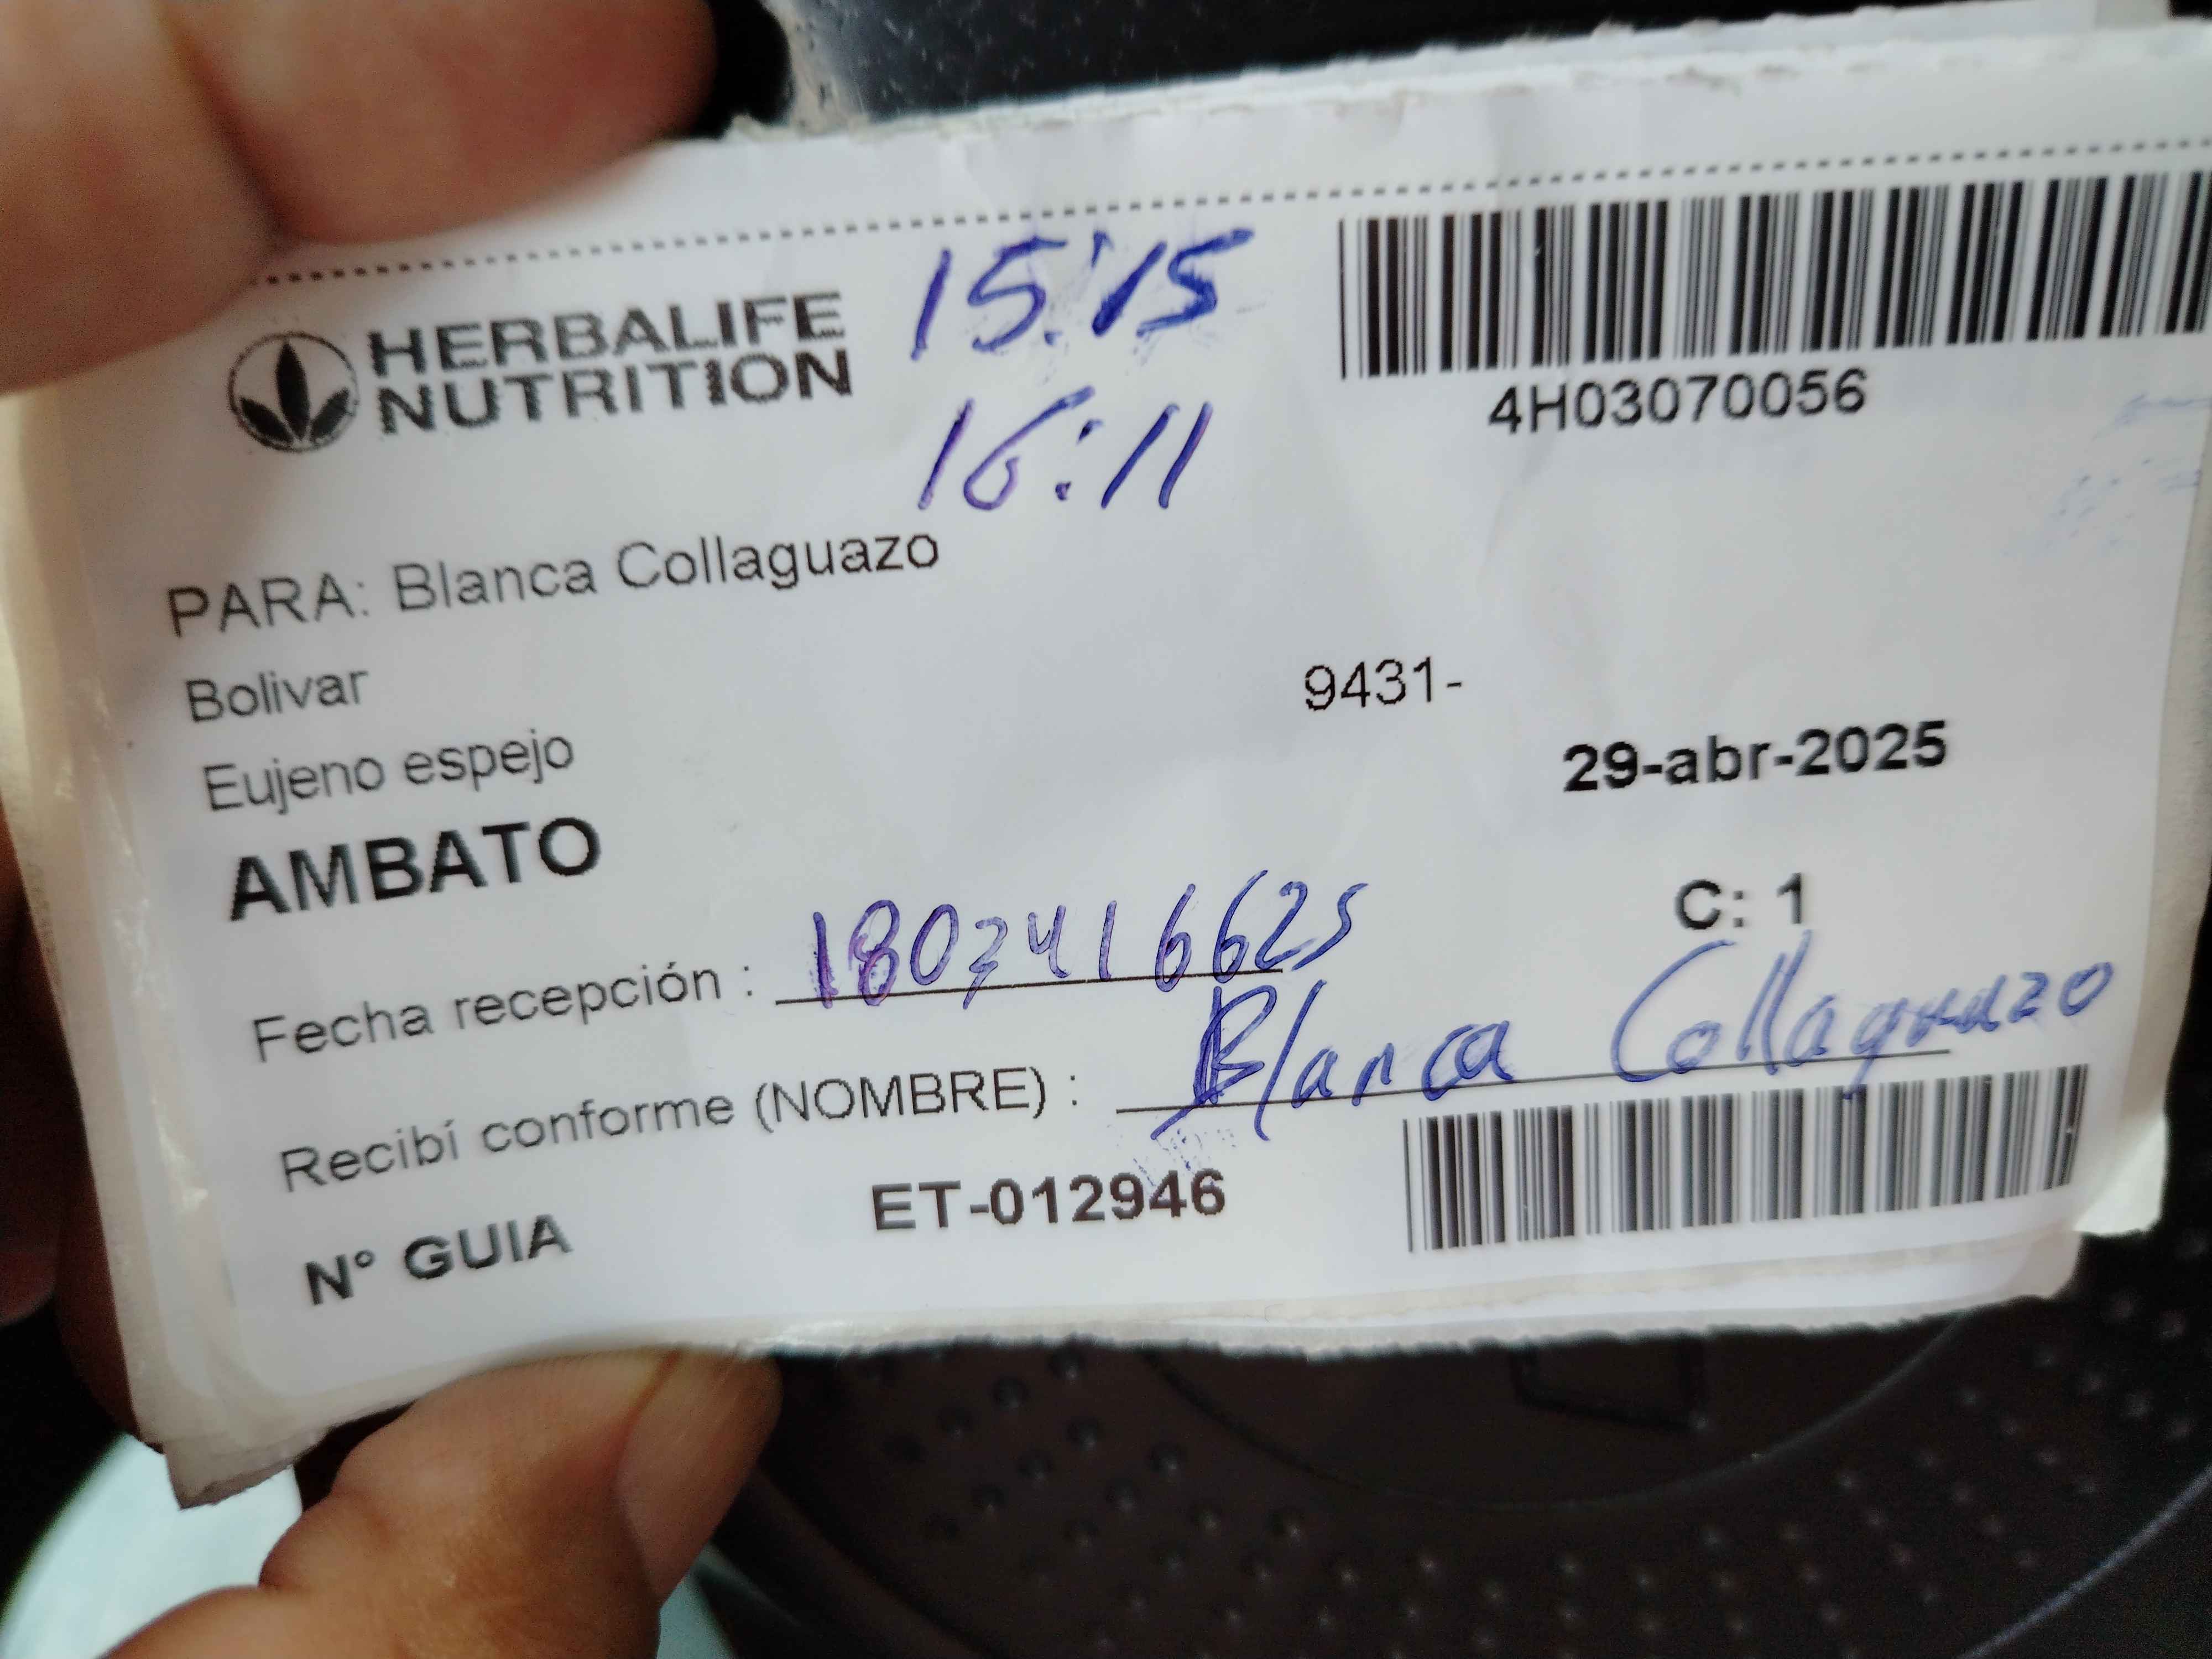 HERBALIFE
NUTRITION
15:15
16:11
4H03070056
PARA: Blanca Collaguazo
Bolivar
9431-
Eujeno espejo
29-abr-2025
AMBATO
C: 1
Fecha recepción : 1803416625
Recibí conforme (NOMBRE) : Blanca Collaguazo
N° GUIA ET-012946